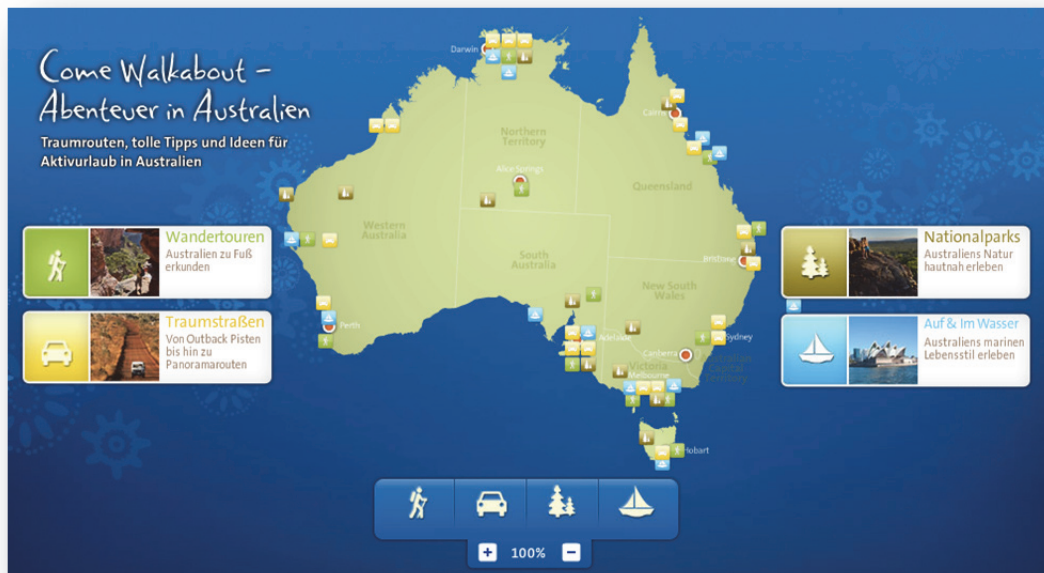 Come Walkabout –
Abenteuer in Australien
Traumrouten, tolle Tipps und Ideen für
Aktivurlaub in Australien
Darwin
Cairns
Northern
Territory
Alice Springs
Queensland
Western
Australia
South
Australia
Brisbane
New South
Wales
Perth
Adelaide
Sydney
Canberra
Australian
Capital
Territory
Victoria
Melbourne
Hobart
Wandertouren
Australien zu Fuß
erkunden
Traumstraßen
Von Outback Pisten
bis hin zu
Panoramarouten
Nationalparks
Australiens Natur
hautnah erleben
Auf & Im Wasser
Australiens marinen
Lebensstil erleben
100%